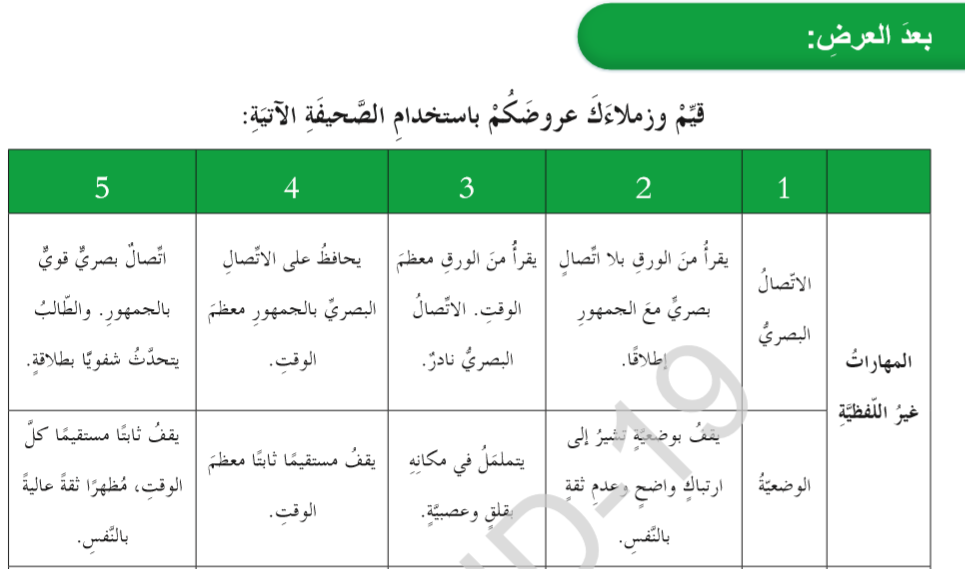 بعدَ العرضِ:
قيِّمْ وزملاءَكَ عروضَكُمْ باستخدامِ الصَّحيفَةِ الآتيَةِ:
1
2
3
4
5
المهاراتُ
غيرُ اللّفظيَّةِ
الاتّصالُ
البصريُّ
يقرأُ منَ الورقِ بلا اتّصالٍ
بصريٍّ معَ الجمهورِ
إطلاقًا.
يقرأُ منَ الورقِ معظمَ
الوقتِ. الاتِّصالُ
البصريُّ نادرٌ.
يحافظُ على الاتِّصالِ
البصريِّ بالجمهورِ معظمَ
الوقتِ.
اتِّصالٌ بصريٌّ قويٌّ
بالجمهورِ. والطّالبُ
يتحدَّثُ شفويًّا بطلاقةٍ.
الوضعيّةُ
يقفُ بوضعيّةٍ تشيرُ إلى
ارتباكٍ واضحٍ وعدمِ ثقةٍ
بالنَّفسِ.
يتململُ في مكانِهِ
بقلقٍ وعصبيَّةٍ.
يقفُ مستقيمًا ثابتًا معظمَ
الوقتِ.
يقفُ ثابتًا مستقيمًا كلَّ
الوقتِ، مُظهرًا ثقةً عاليةً
بالنَّفسِ.